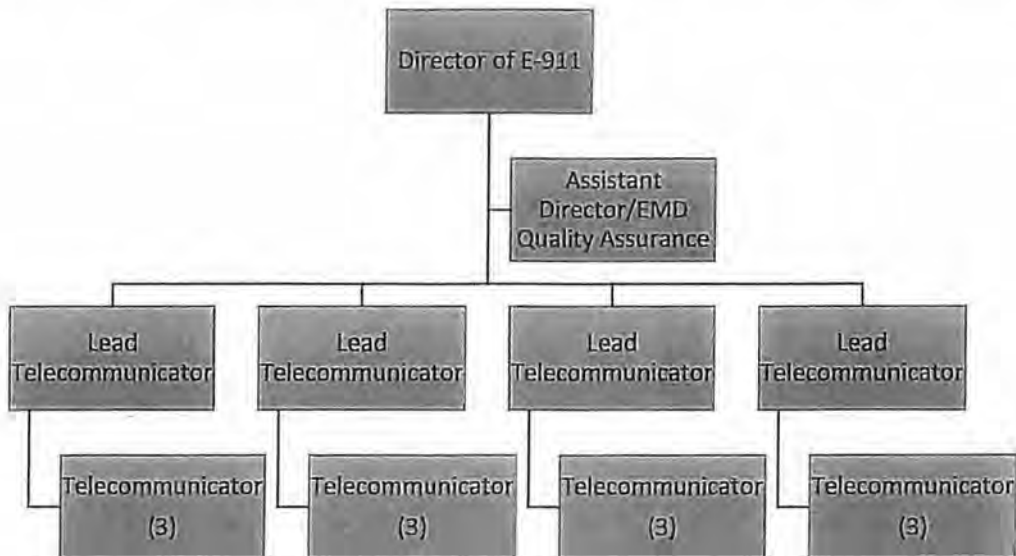 Director of E-911
Assistant
Director/EMD
Quality Assurance
Lead
Telecommunicator
Lead
Telecommunicator
Lead
Telecommunicator
Lead
Telecommunicator
Telecommunicator
(3)
Telecommunicator
(3)
Telecommunicator
(3)
Telecommunicator
(3)